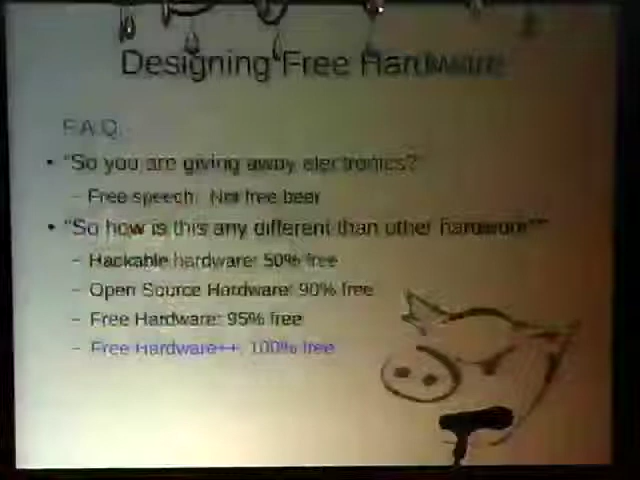 Designing Free Hardware
F.A.Q.
• "So you are giving away electronics?"
– Free speech. Not free beer
• "So how is this any different than other hardware?"
– Hackable hardware: 50% free
– Open Source Hardware: 90% free
– Free Hardware: 95% free
– Free Hardware++: 100% free